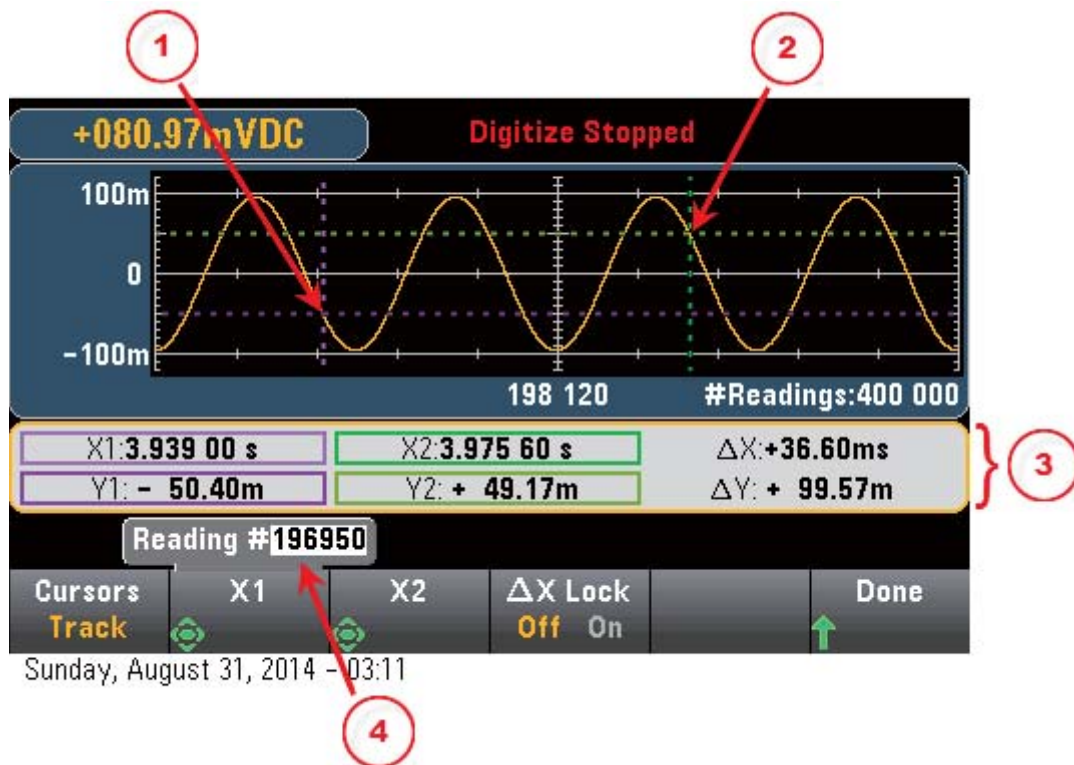 1
2
+080.97mVDC
Digitize Stopped
100m
0
-100m
198 120
#Readings:400 000
X1:3.939 00 s
X2:3.975 60 s
ΔX:+36.60ms
Y1: - 50.40m
Y2: + 49.17m
ΔY: + 99.57m
3
Reading #196950
Cursors
X1
X2
ΔX Lock
Done
Track
Off On
Sunday, August 31, 2014 - 03:11
4